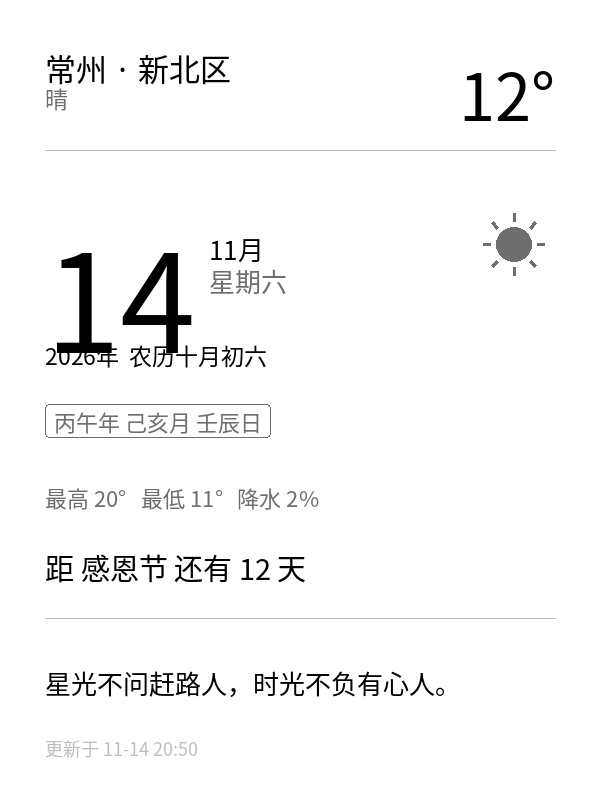 常州 · 新北区
晴
12°
14
11月
星期六
2026年 农历十月初六
丙午年 己亥月 壬辰日
最高 20° 最低 11° 降水 2%
距 感恩节 还有 12 天
星光不问赶路人，时光不负有心人。
更新于 11-14 20:50